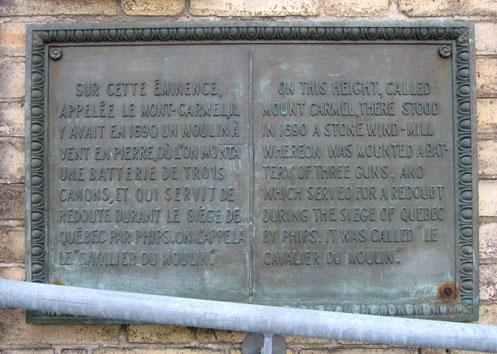 SUR CETTE ÉMINENCE,
APPELÉE LE MONT-CARMEL, IL
Y AVAIT EN 1690 UN MOULIN À
VENT EN PIERRE, OÙ L'ON MONTA
UNE BATTERIE DE TROIS
CANONS, ET QUI SERVIT DE
REDOUTE DURANT LE SIÈGE DE
QUÉBEC PAR PHIPS. ON L'APPELA
LE "CAVALIER DU MOULIN."
ON THIS HEIGHT, CALLED
MOUNT CARMEL, THERE STOOD
IN 1690 A STONE WIND-MILL
WHEREON WAS MOUNTED A BAT-
TERY OF THREE GUNS, AND
WHICH SERVED FOR A REDOUBT
DURING THE SIEGE OF QUEBEC
BY PHIPS. IT WAS CALLED "LE
CAVALIER DU MOULIN."